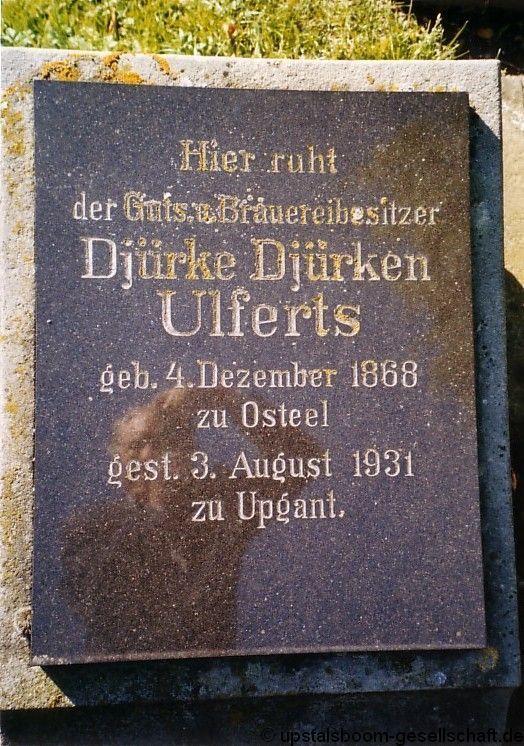 Hier ruht
der Guts. u. Brauereibesitzer
Djürke Djürken
Ulferts
geb. 4. Dezember 1868
zu Osteel
gest. 3. August 1931
zu Upgant.
© upstalsboom-gesellschaft.de